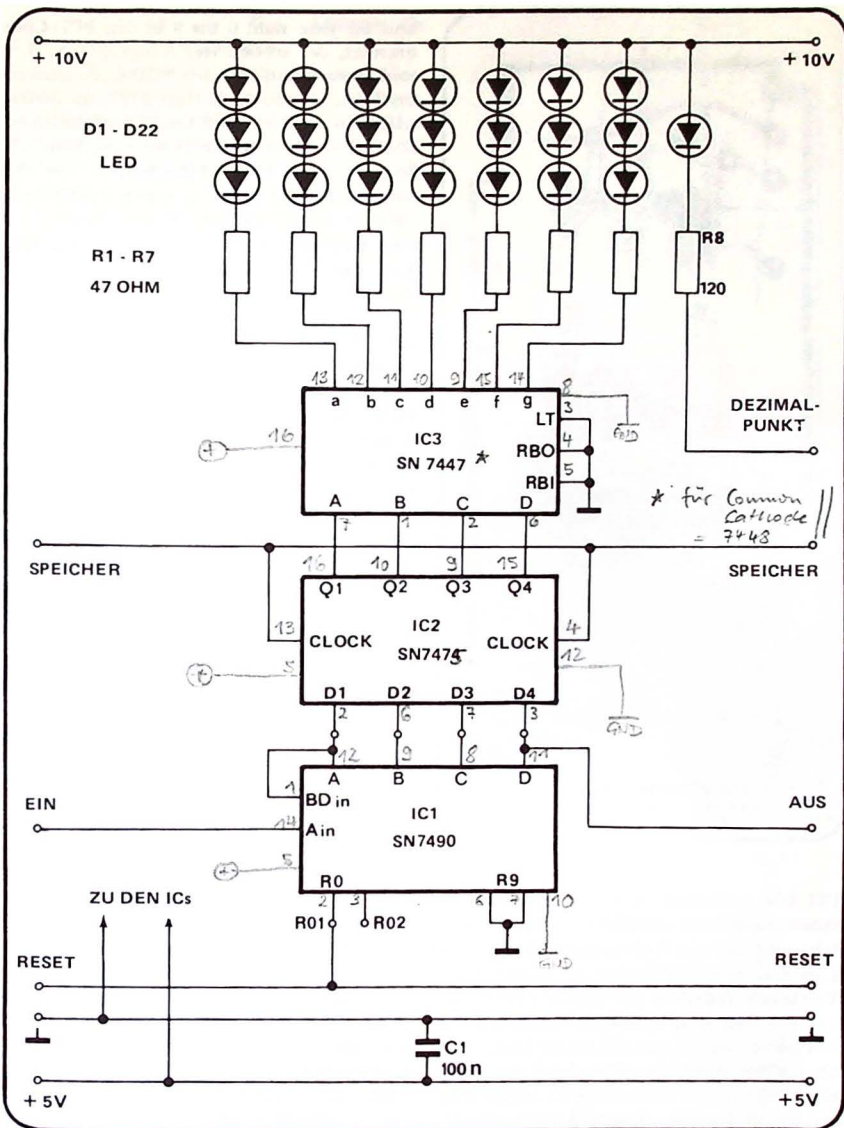 + 10V + 10V
D1 - D22
LED
R1 - R7
47 OHM
R8
120
13 12 11 10 9 15 14 8
a b c d e f g
LT 3
GND
DEZIMAL-
PUNKT
+ 16
IC3
SN 7447 *
RBO 4
RBI 5
A B C D
7 1 2 6
* für Common
Cathode
= 7448
SPEICHER SPEICHER
16 10 9 15
Q1 Q2 Q3 Q4
13 CLOCK IC2 CLOCK 4
+ 5 SN7475 12
D1 D2 D3 D4
2 6 7 3
GND
12 9 8 11
A B C D
1 BD in
EIN AUS
14 A in
IC1
SN7490
+ 5
R0 R9
2 3 6 7 10
R01 R02
GND
ZU DEN ICs
RESET RESET
C1
100 n
+ 5V +5V